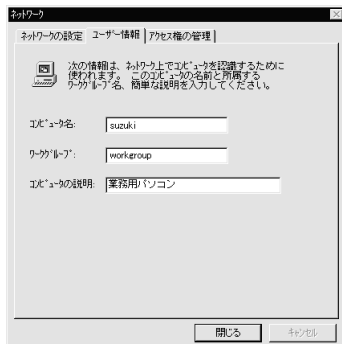 ネットワーク
ネットワークの設定 ユーザー情報 アクセス権の管理
次の情報は、ネットワーク上でコンピュータを認識するために
使われます。 このコンピュータの名前と所属する
ワークグループ名、簡単な説明を入力してください。
コンピュータ名: suzuki
ワークグループ: workgroup
コンピュータの説明: 業務用パソコン
閉じる キャンセル